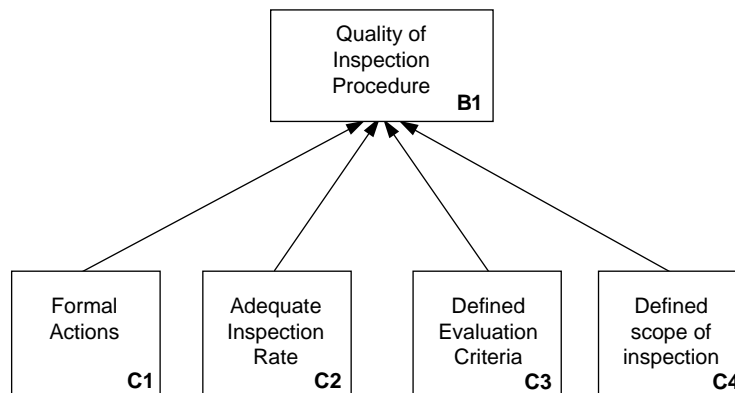 Quality of
Inspection
Procedure
B1
Formal
Actions
C1
Adequate
Inspection
Rate
C2
Defined
Evaluation
Criteria
C3
Defined
scope of
inspection
C4